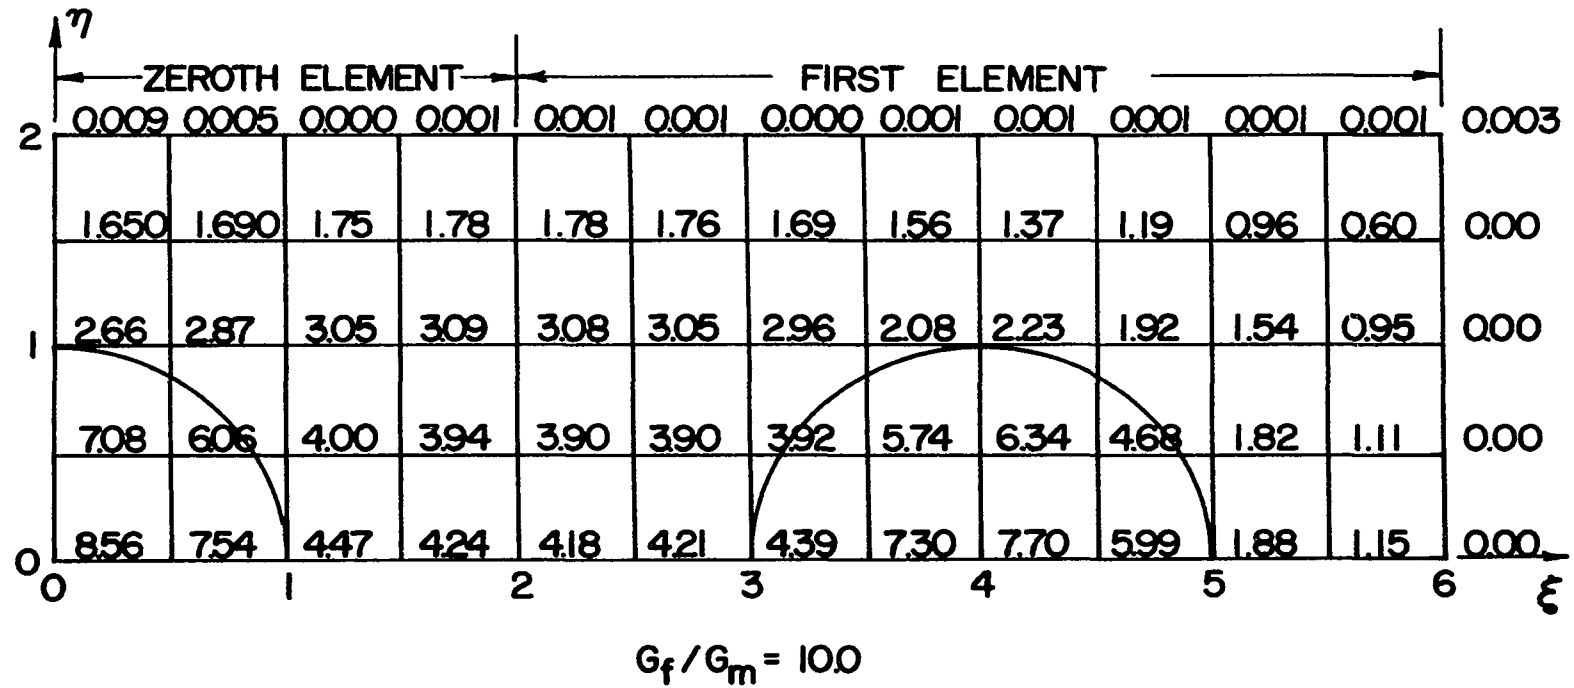 η
ZEROTH ELEMENT FIRST ELEMENT
0.009 0.005 0.000 0.001 0.001 0.001 0.000 0.001 0.001 0.001 0.001 0.001 0.003
2
1.650 1.690 1.75 1.78 1.78 1.76 1.69 1.56 1.37 1.19 0.96 0.60 0.00
2.66 2.87 3.05 3.09 3.08 3.05 2.96 2.08 2.23 1.92 1.54 0.95 0.00
1
7.08 6.06 4.00 3.94 3.90 3.90 3.92 5.74 6.34 4.68 1.82 1.11 0.00
8.56 7.54 4.47 4.24 4.18 4.21 4.39 7.30 7.70 5.99 1.88 1.15 0.00
0
0 1 2 3 4 5 6 ξ
Gf/Gm = 10.0